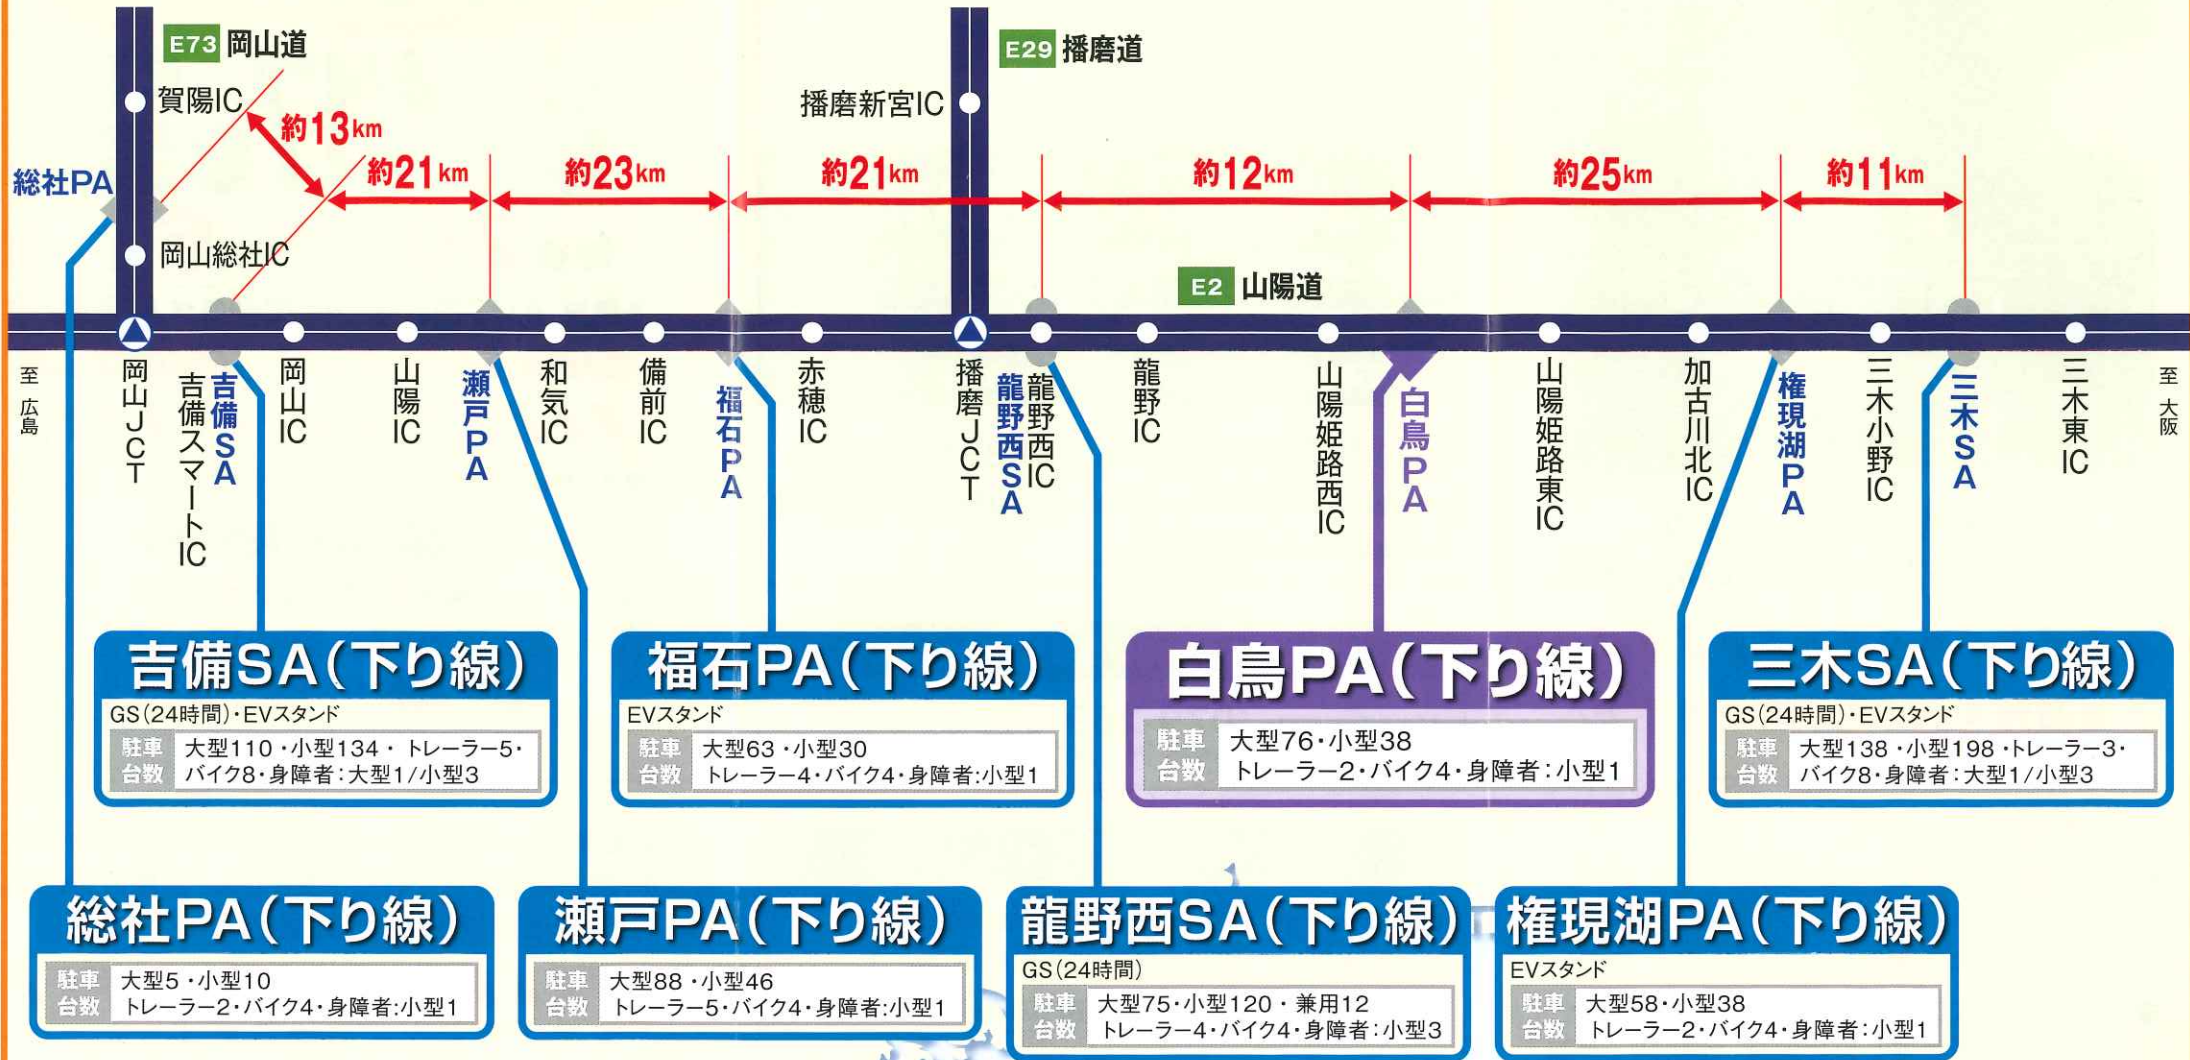 E73 岡山道
賀陽IC
総社PA
岡山総社IC
E29 播磨道
播磨新宮IC
約13km
約21km
約23km
約21km
約12km
約25km
約11km
E2 山陽道
至 広島
岡山JCT
吉備スマートIC
吉備SA
岡山IC
山陽IC
瀬戸PA
和気IC
備前IC
福石PA
赤穂IC
播磨JCT
龍野西SA
龍野西IC
龍野IC
山陽姫路西IC
白鳥PA
山陽姫路東IC
加古川北IC
権現湖PA
三木小野IC
三木SA
三木東IC
至 大阪
吉備SA(下り線)
GS(24時間)・EVスタンド
駐車台数
大型110・小型134・トレーラー5・
バイク8・身障者:大型1/小型3
福石PA(下り線)
EVスタンド
駐車台数
大型63・小型30
トレーラー4・バイク4・身障者:小型1
白鳥PA(下り線)
駐車台数
大型76・小型38
トレーラー2・バイク4・身障者:小型1
三木SA(下り線)
GS(24時間)・EVスタンド
駐車台数
大型138・小型198・トレーラー3・
バイク8・身障者:大型1/小型3
総社PA(下り線)
駐車台数
大型5・小型10
トレーラー2・バイク4・身障者:小型1
瀬戸PA(下り線)
駐車台数
大型88・小型46
トレーラー5・バイク4・身障者:小型1
龍野西SA(下り線)
GS(24時間)
駐車台数
大型75・小型120・兼用12
トレーラー4・バイク4・身障者:小型3
権現湖PA(下り線)
EVスタンド
駐車台数
大型58・小型38
トレーラー2・バイク4・身障者:小型1